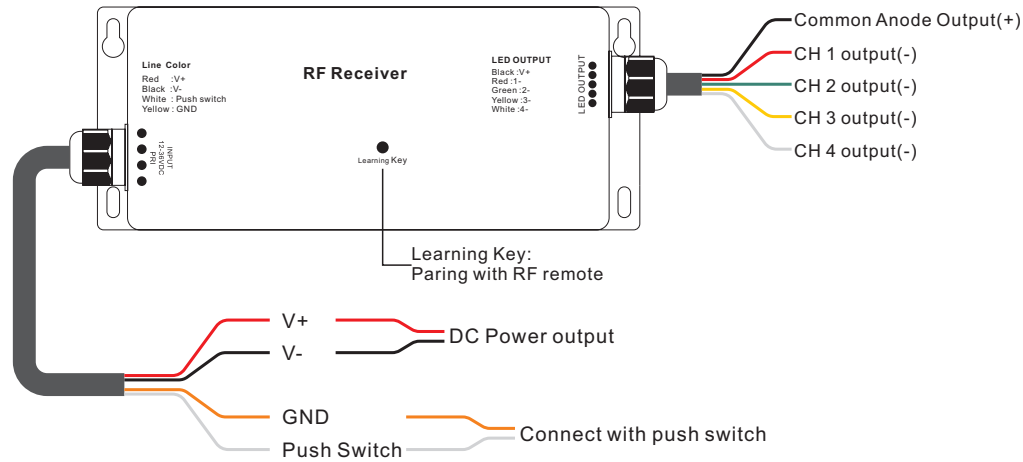 Line Color
Red :V+
Black :V-
White : Push switch
Yellow : GND
RF Receiver
LED OUTPUT
Black :V+
Red :1-
Green :2-
Yellow :3-
White :4-
LED OUTPUT
Common Anode Output(+)
CH 1 output(-)
CH 2 output(-)
CH 3 output(-)
CH 4 output(-)
INPUT
12-36VDC
PRI
Learning Key
Learning Key:
Paring with RF remote
V+
V-
DC Power output
GND
Push Switch
Connect with push switch